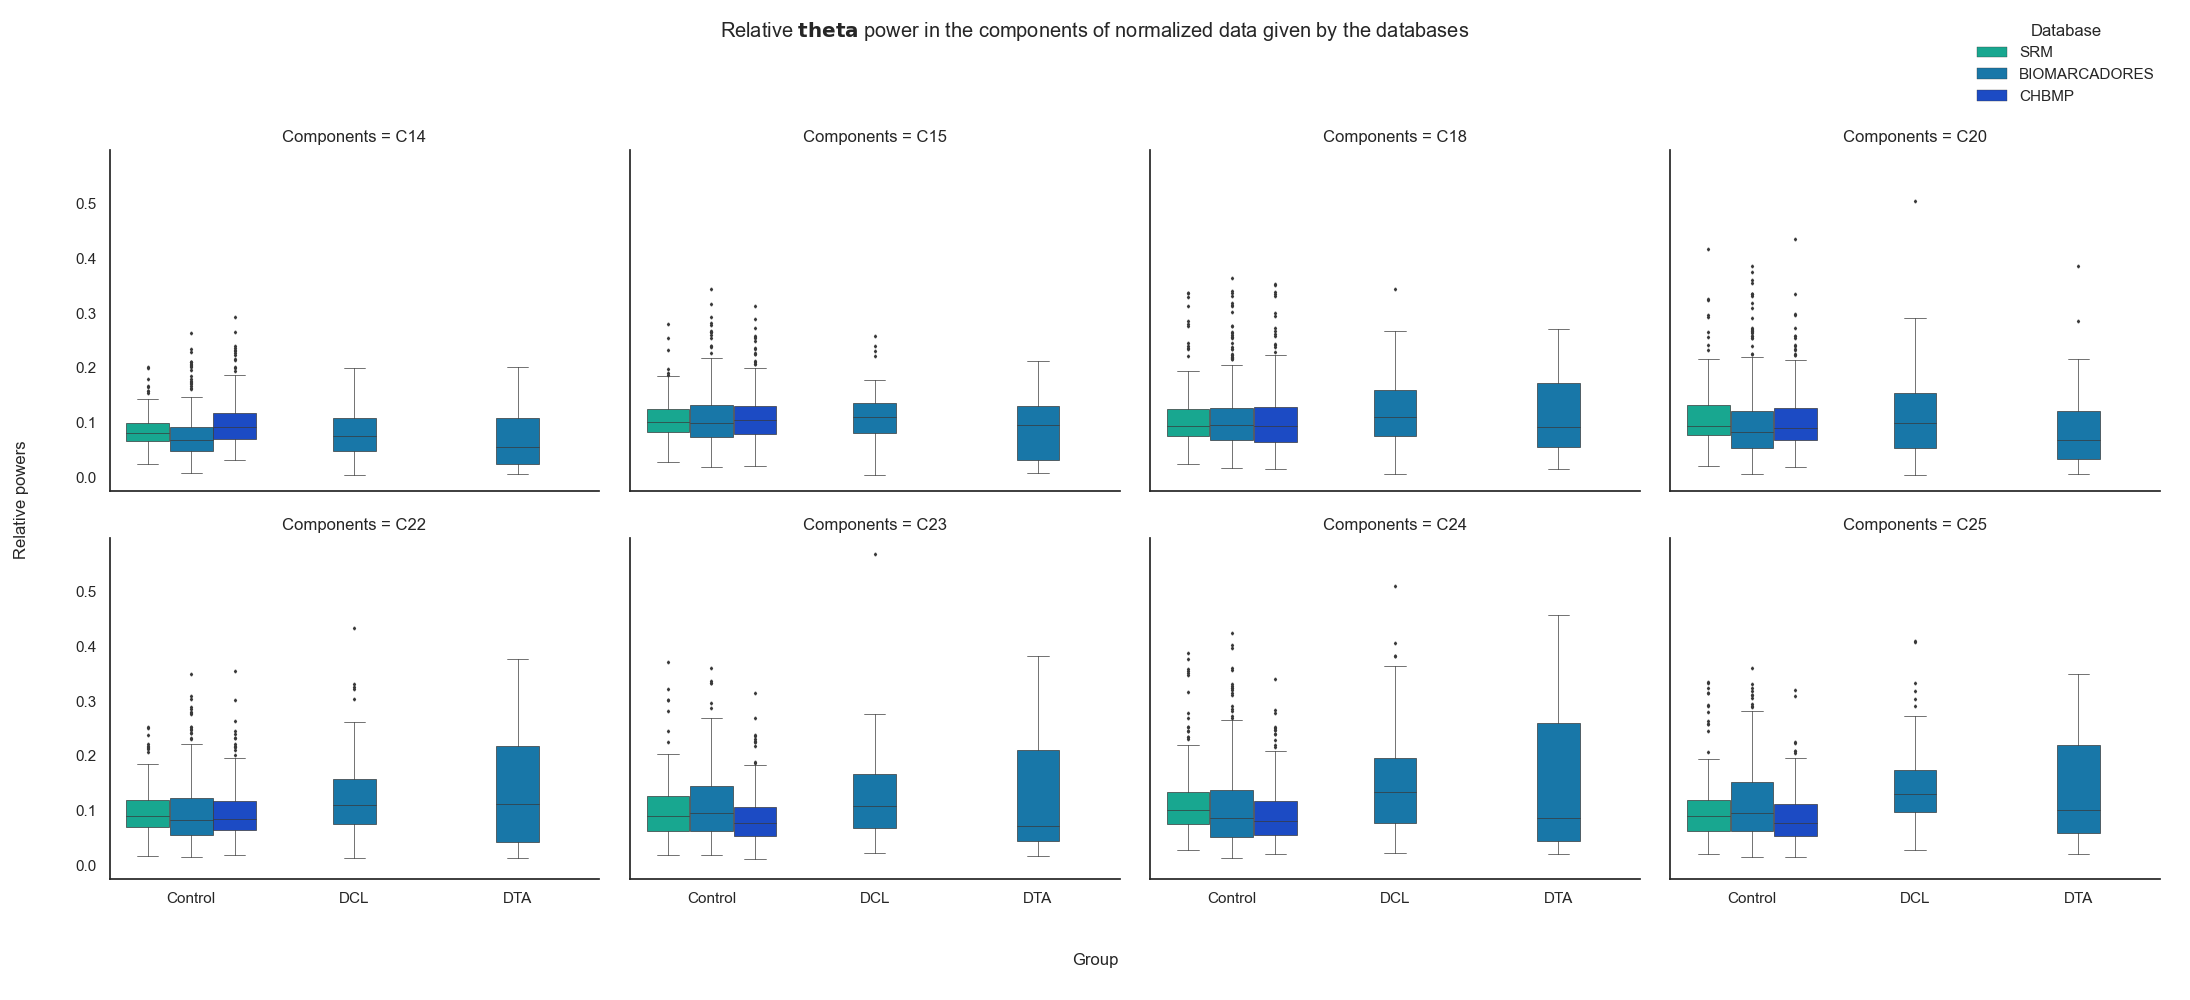 Relative theta power in the components of normalized data given by the databases
Database
SRM
BIOMARCADORES
CHBMP
Components = C14
Components = C15
Components = C18
Components = C20
0.5
0.4
0.3
0.2
0.1
0.0
Relative powers
Components = C22
Components = C23
Components = C24
Components = C25
0.5
0.4
0.3
0.2
0.1
0.0
Control DCL DTA
Control DCL DTA
Control DCL DTA
Control DCL DTA
Group